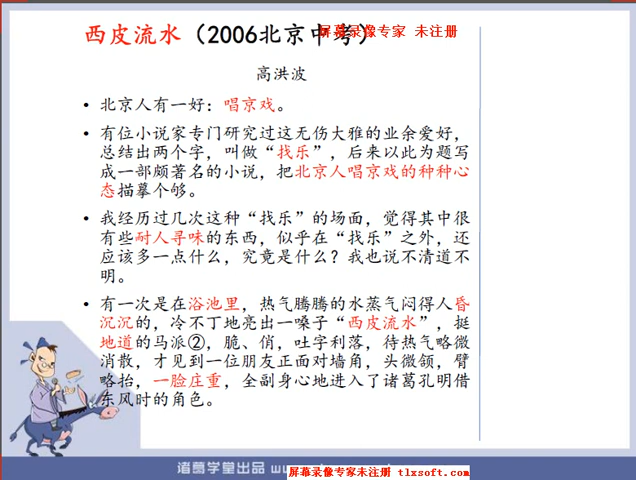 西皮流水（2006北京中考）
屏幕录像专家 未注册
高洪波
• 北京人有一好：唱京戏。
• 有位小说家专门研究过这无伤大雅的业余爱好，
总结出两个字，叫做“找乐”，后来以此为题写
成一部颇著名的小说，把北京人唱京戏的种种心
态描摹个够。
• 我经历过几次这种“找乐”的场面，觉得其中很
有些耐人寻味的东西，似乎在“找乐”之外，还
应该多一点什么，究竟是什么？我也说不清道不
明。
• 有一次是在浴池里，热气腾腾的水蒸气闷得人昏
沉沉的，冷不丁地亮出一嗓子“西皮流水”，挺
地道的马派②，脆、俏，吐字利落，待热气略微
消散，才见到一位朋友正面对墙角，头微颔，臂
略抬，一脸庄重，全副身心地进入了诸葛孔明借
东风时的角色。
诸葛学堂出品
屏幕录像专家未注册 tlxsoft.com